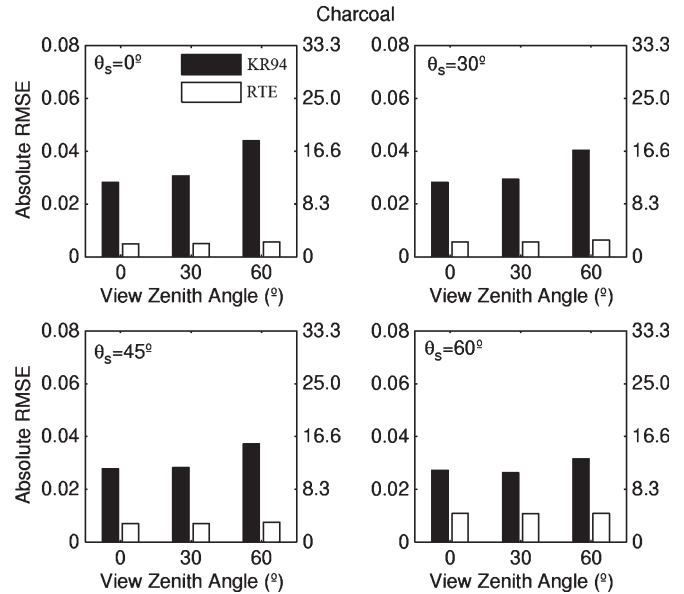 Charcoal
θs=0º
KR94
RTE
0.08
0.06
0.04
0.02
0
33.3
25.0
16.6
8.3
0
0 30 60
View Zenith Angle (º)
Absolute RMSE
θs=30º
0.08
0.06
0.04
0.02
0
33.3
25.0
16.6
8.3
0
0 30 60
View Zenith Angle (º)
θs=45º
0.08
0.06
0.04
0.02
0
33.3
25.0
16.6
8.3
0
0 30 60
View Zenith Angle (º)
Absolute RMSE
θs=60º
0.08
0.06
0.04
0.02
0
33.3
25.0
16.6
8.3
0
0 30 60
View Zenith Angle (º)